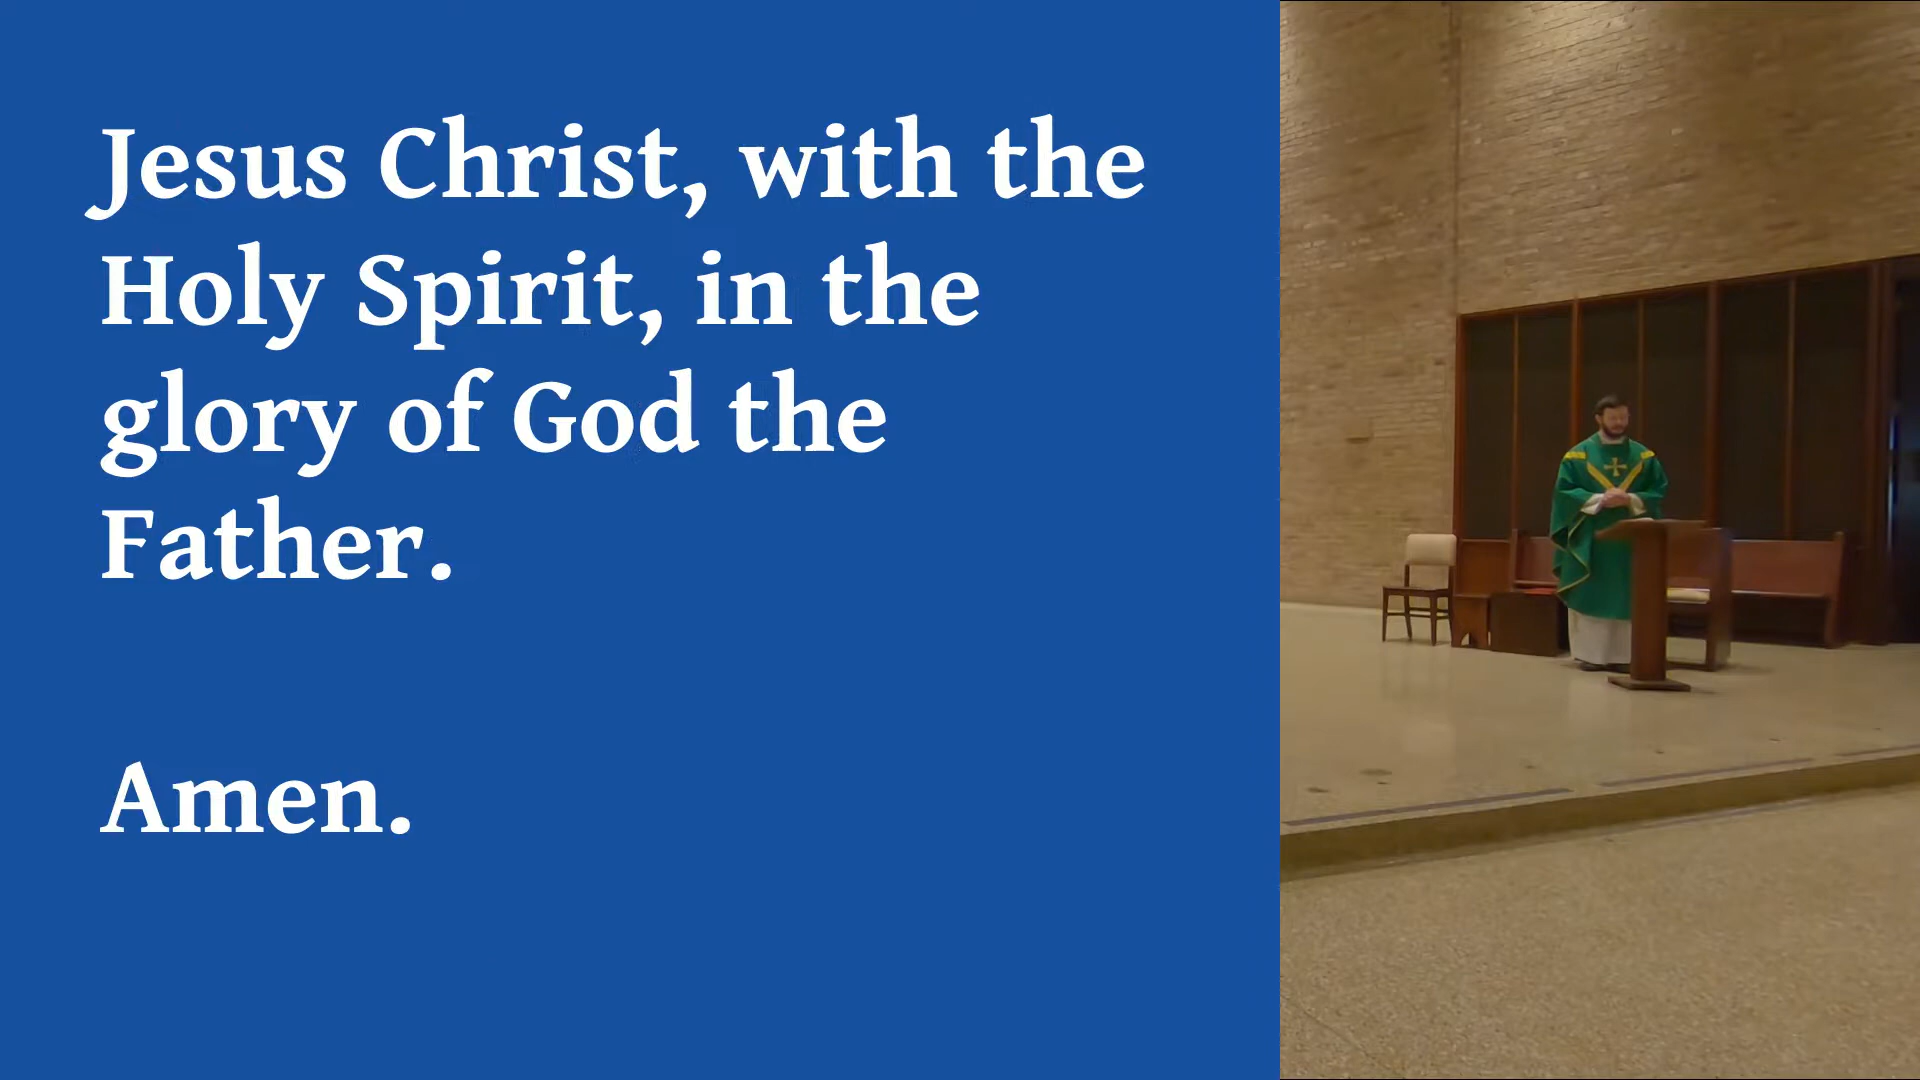 Jesus Christ, with the
Holy Spirit, in the
glory of God the
Father.
Amen.